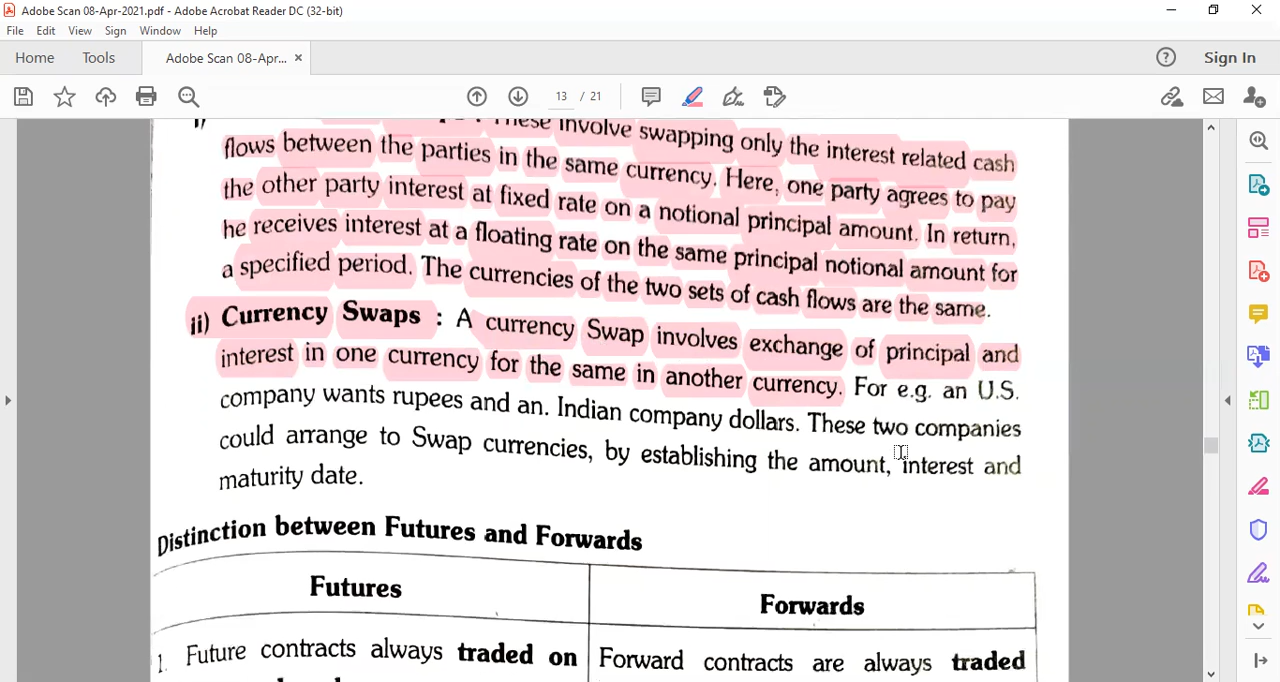 Adobe Scan 08-Apr-2021.pdf - Adobe Acrobat Reader DC (32-bit)
File Edit View Sign Window Help
Home Tools Adobe Scan 08-Apr... × Sign In
13 / 21
These involve swapping only the interest related cash
flows between the parties in the same currency. Here, one party agrees to pay
the other party interest at fixed rate on a notional principal amount. In return,
he receives interest at a floating rate on the same principal notional amount for
a specified period. The currencies of the two sets of cash flows are the same.
ii) Currency Swaps : A currency Swap involves exchange of principal and
interest in one currency for the same in another currency. For e.g. an U.S.
company wants rupees and an. Indian company dollars. These two companies
could arrange to Swap currencies, by establishing the amount, interest and
maturity date.
Distinction between Futures and Forwards
Futures Forwards
1. Future contracts always traded on
Forward contracts are always traded